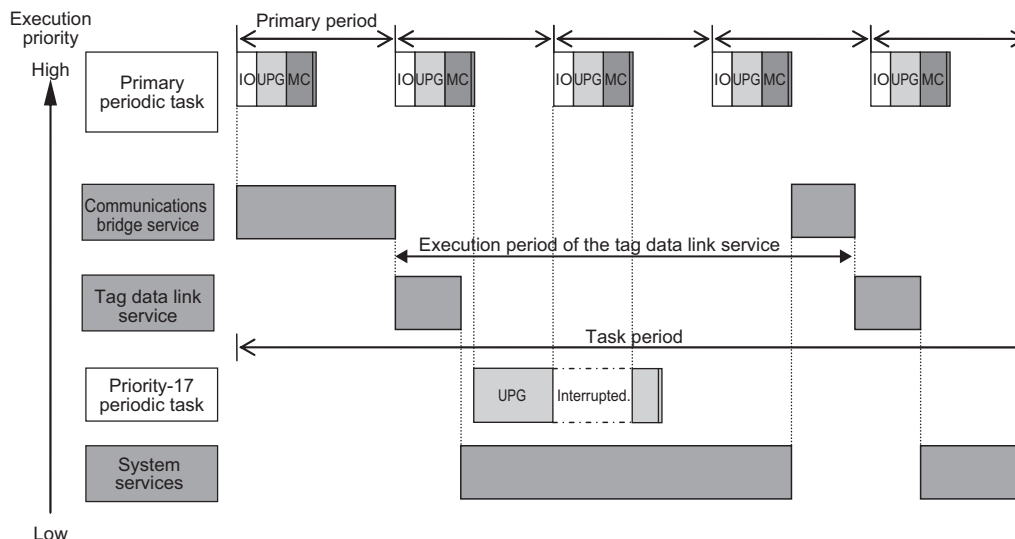 Execution
priority
High
Primary period
Primary
periodic task
IO UPG MC
IO UPG MC
IO UPG MC
IO UPG MC
IO UPG MC
Communications
bridge service
Execution period of the tag data link service
Tag data link
service
Task period
Priority-17
periodic task
UPG
Interrupted.
System
services
Low